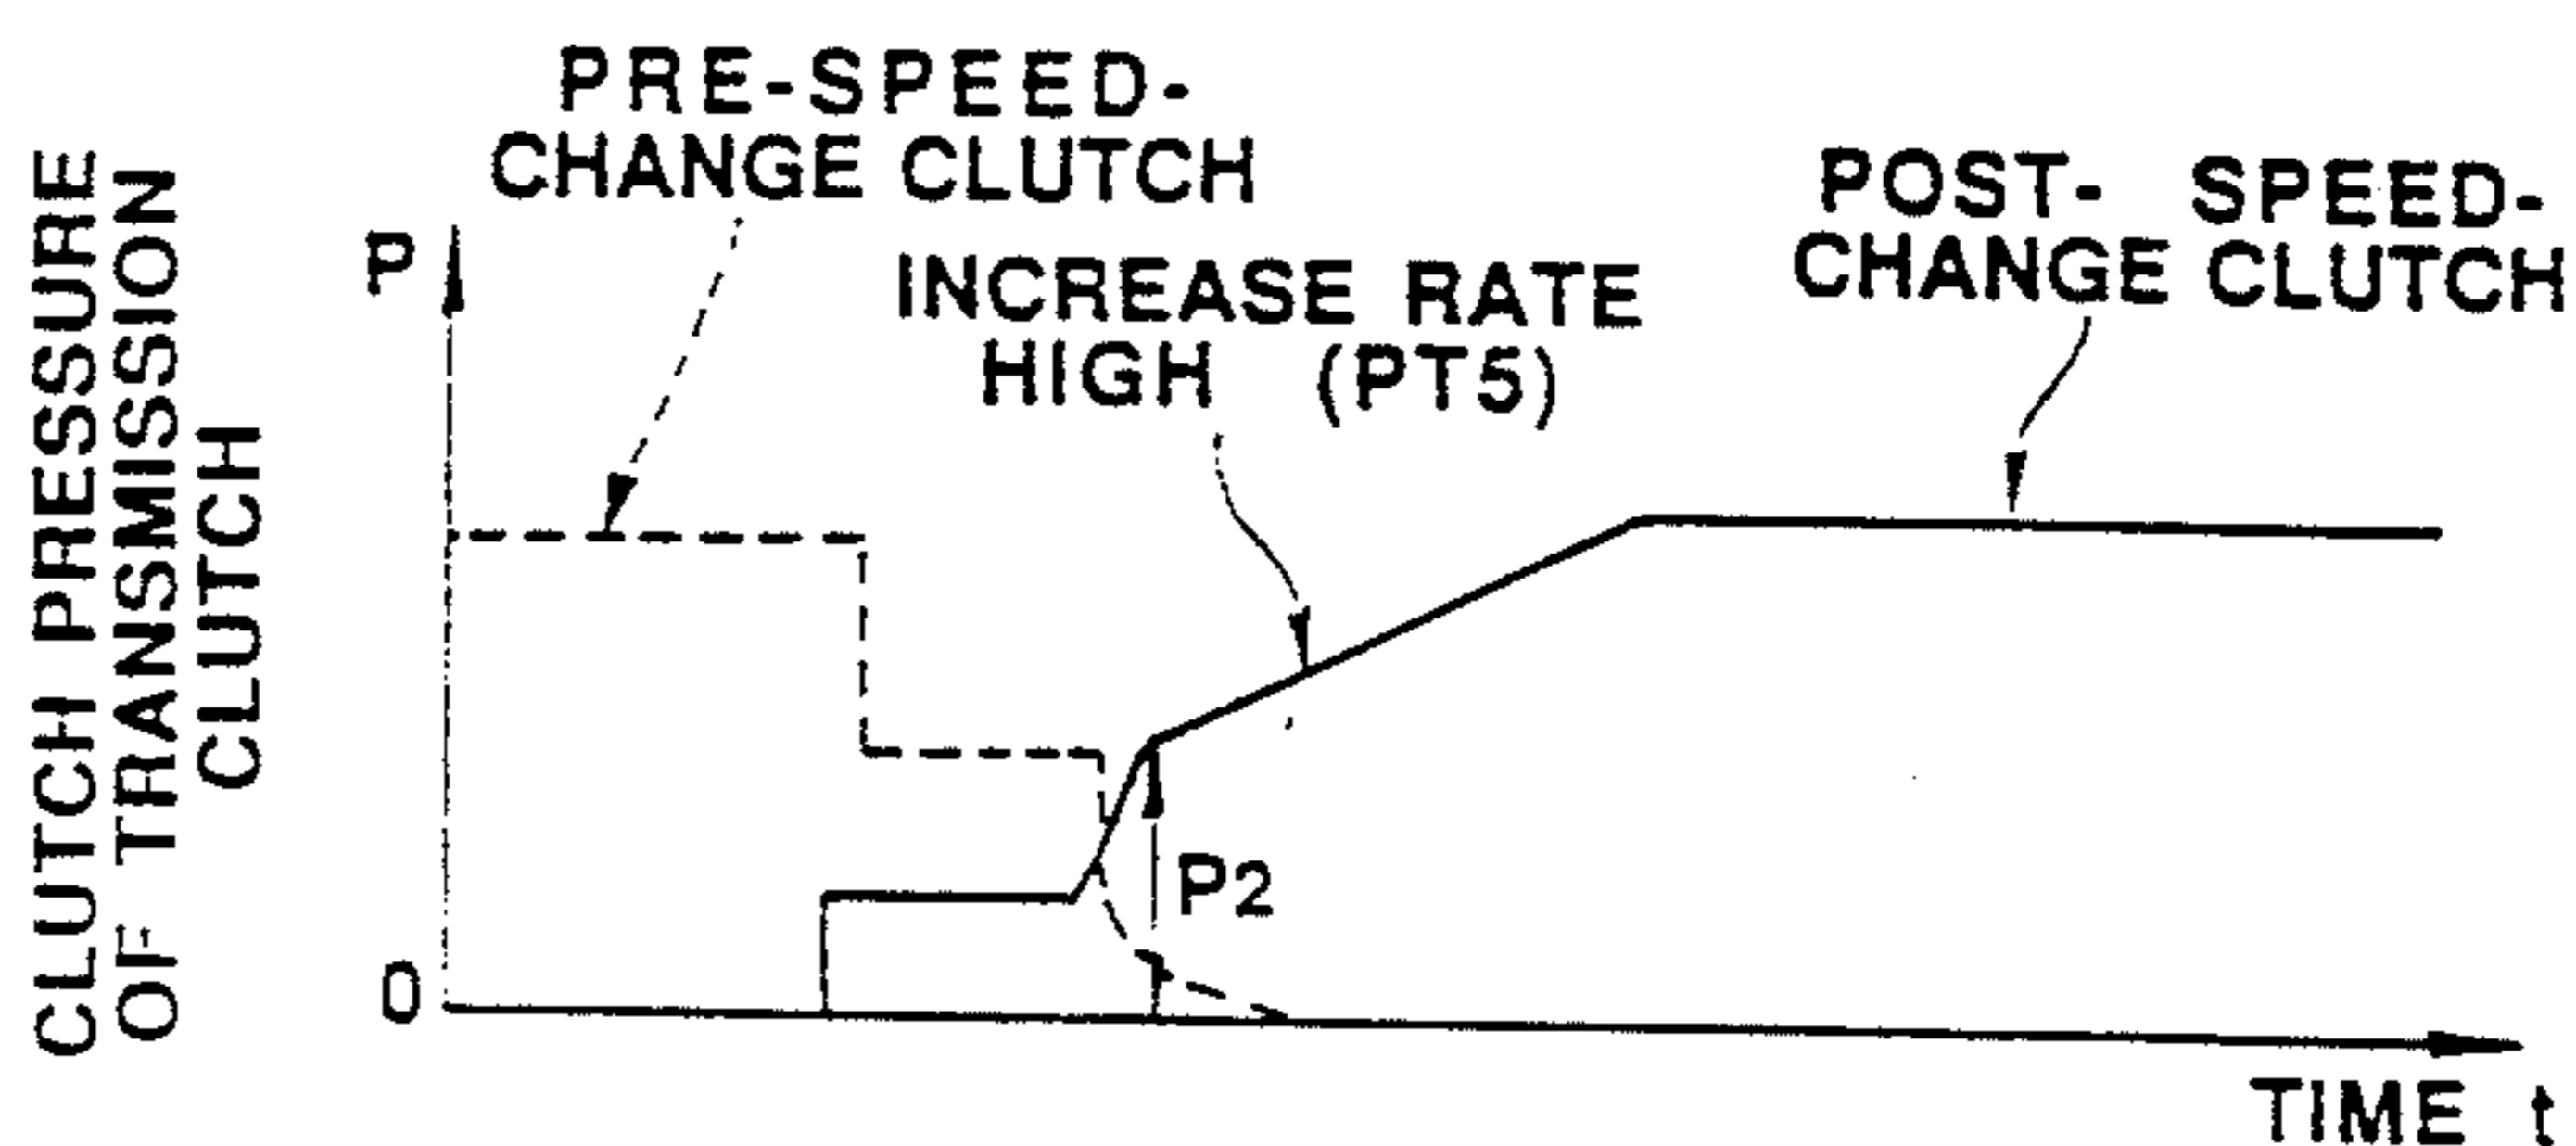 PRE-SPEED-
CHANGE CLUTCH
POST- SPEED-
CHANGE CLUTCH
INCREASE RATE
HIGH (PT5)
CLUTCH PRESSURE
OF TRANSMISSION
CLUTCH
P
P2
0
TIME t